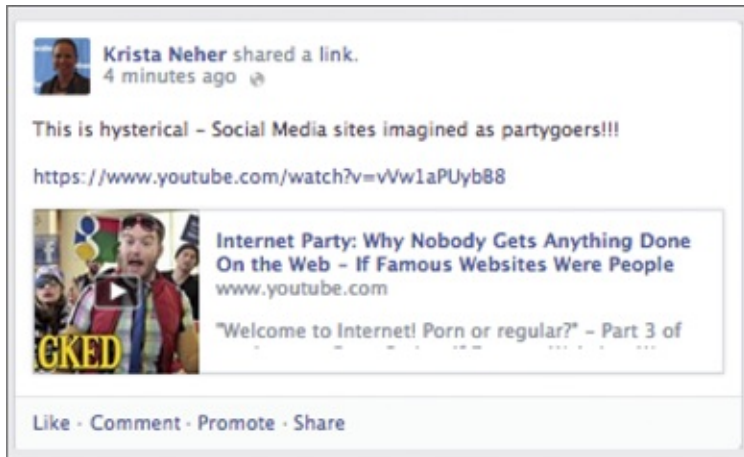 Krista Neher shared a link.
4 minutes ago
This is hysterical - Social Media sites imagined as partygoers!!!
https://www.youtube.com/watch?v=vVw1aPUybB8
Internet Party: Why Nobody Gets Anything Done
On the Web - If Famous Websites Were People
www.youtube.com
"Welcome to Internet! Porn or regular?" - Part 3 of
CKED
Like · Comment · Promote · Share